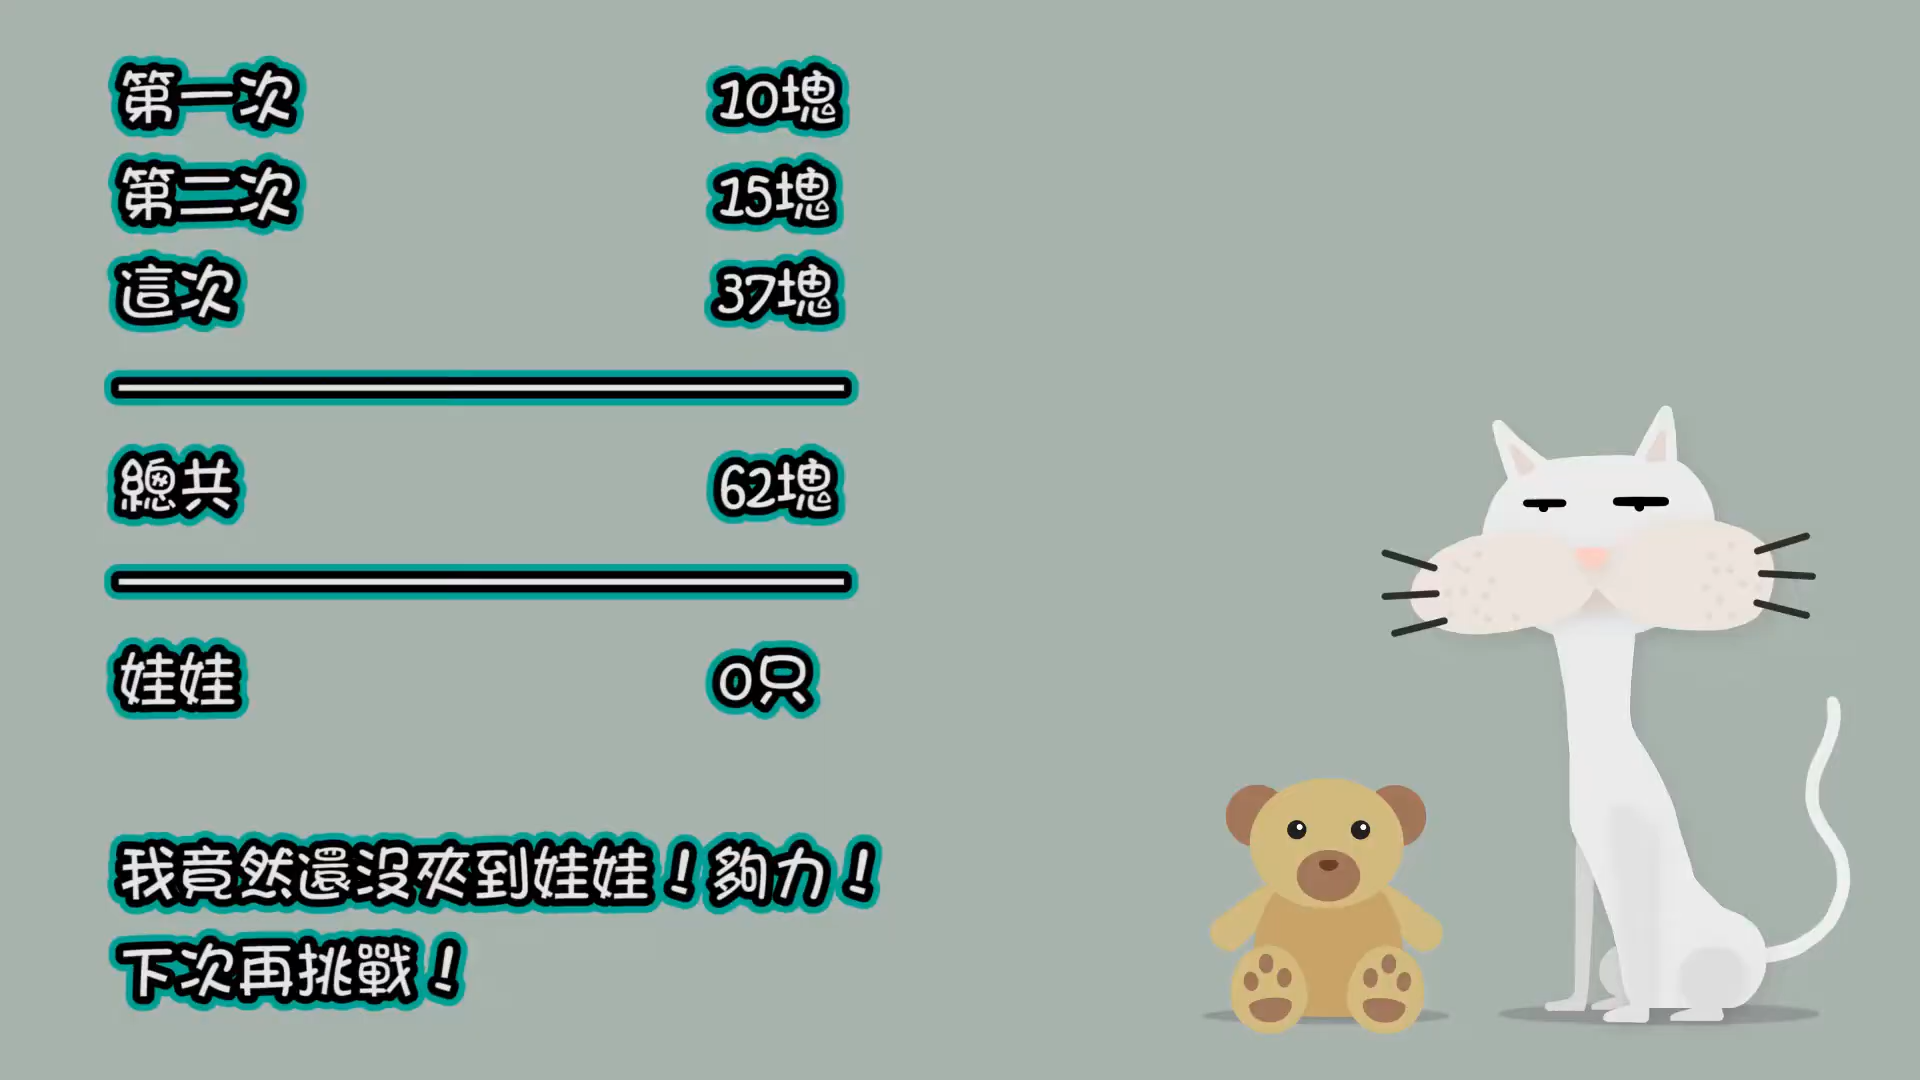 第一次 10塊
第二次 15塊
這次 37塊
總共 62塊
娃娃 0只
我竟然還沒夾到娃娃！夠力！
下次再挑戰！